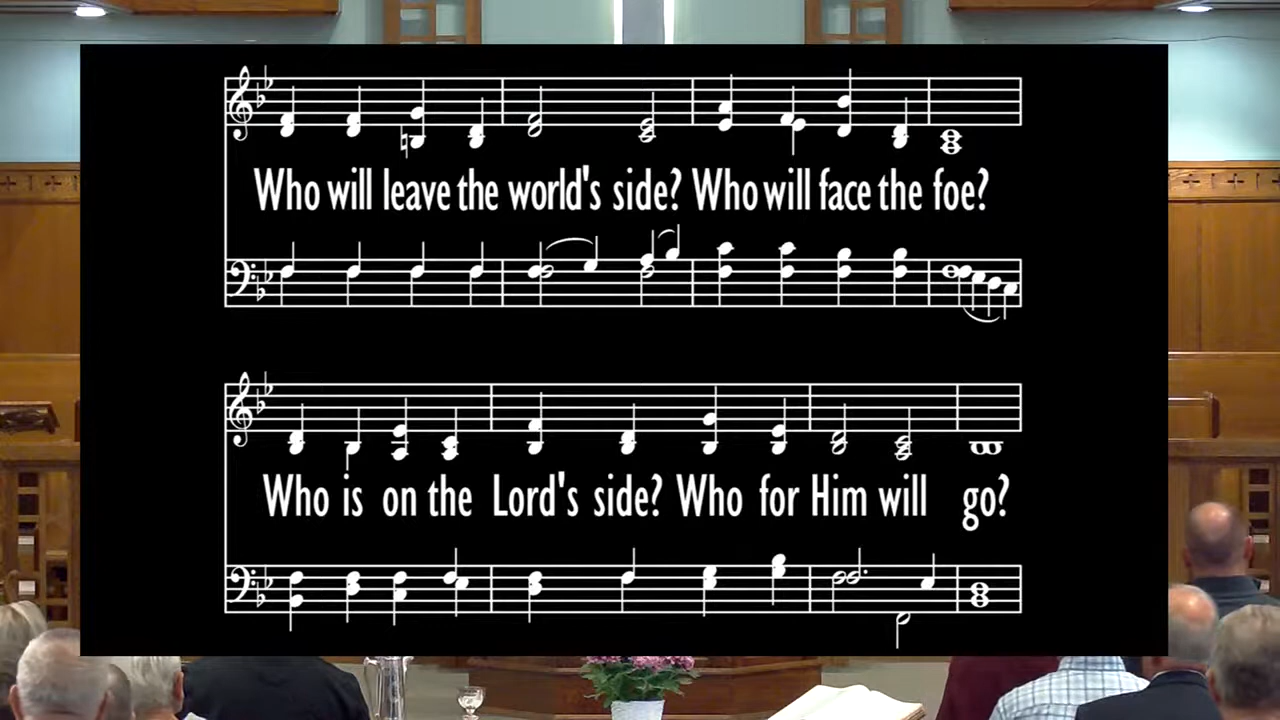 Who will leave the world's side? Who will face the foe?
Who is on the Lord's side? Who for Him will go?